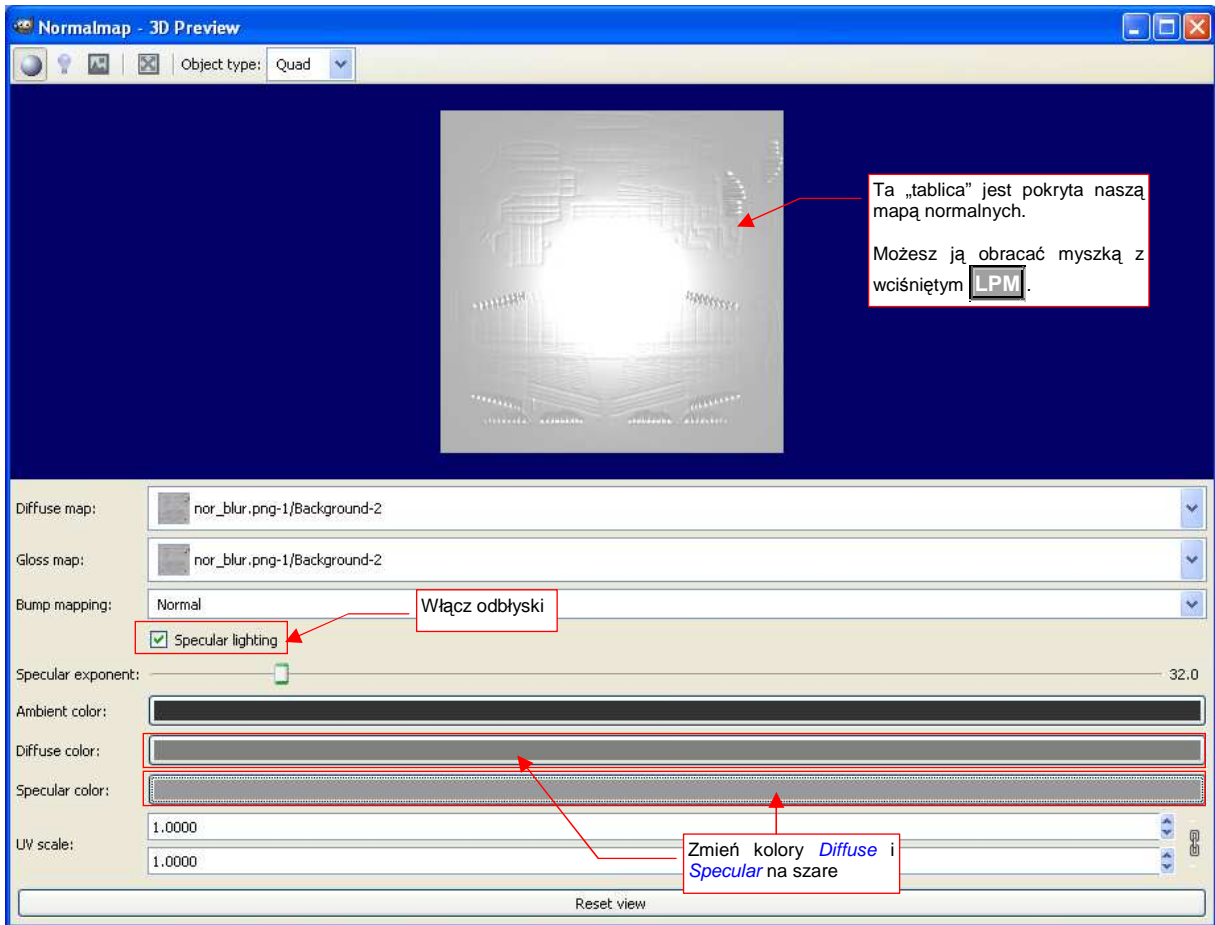 Normalmap - 3D Preview
Object type: Quad
Ta „tablica” jest pokryta naszą
mapą normalnych.
Możesz ją obracać myszką z
wciśniętym LPM.
Diffuse map: nor_blur.png-1/Background-2
Gloss map: nor_blur.png-1/Background-2
Bump mapping: Normal
Włącz odbłyski
Specular lighting
Specular exponent: 32.0
Ambient color:
Diffuse color:
Specular color:
UV scale: 1.0000
1.0000
Zmień kolory Diffuse i
Specular na szare
Reset view